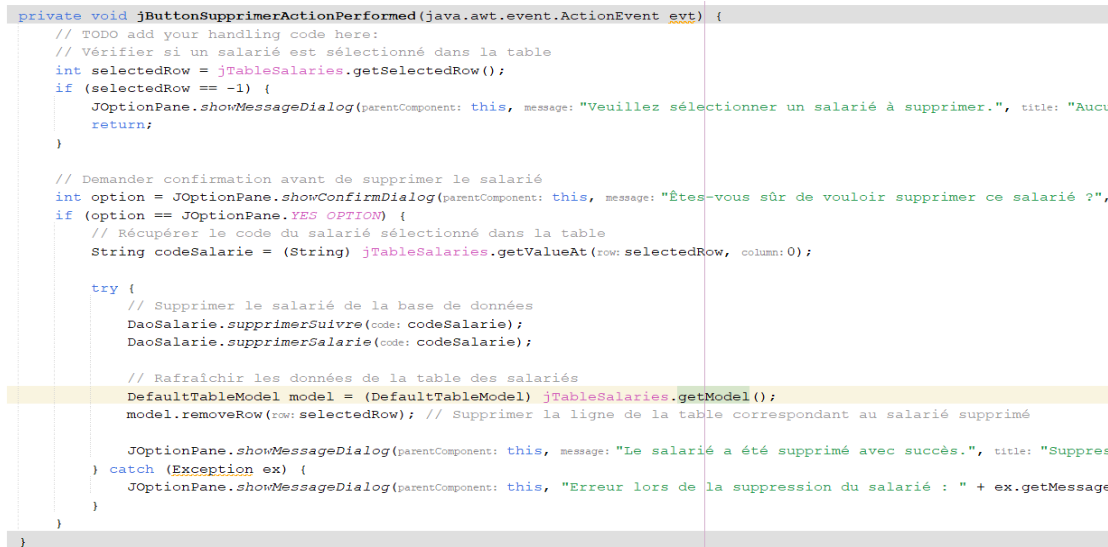 private void jButtonSupprimerActionPerformed(java.awt.event.ActionEvent evt) {
// TODO add your handling code here:
// Vérifier si un salarié est sélectionné dans la table
int selectedRow = jTableSalaries.getSelectedRow();
if (selectedRow == -1) {
JOptionPane.showMessageDialog(parentComponent: this, message: "Veuillez sélectionner un salarié à supprimer.", title: "Aucu
return;
}
// Demander confirmation avant de supprimer le salarié
int option = JOptionPane.showConfirmDialog(parentComponent: this, message: "Êtes-vous sûr de vouloir supprimer ce salarié ?",
if (option == JOptionPane.YES_OPTION) {
// Récupérer le code du salarié sélectionné dans la table
String codeSalarie = (String) jTableSalaries.getValueAt(row: selectedRow, column: 0);
try {
// Supprimer le salarié de la base de données
DaoSalarie.supprimerSuivre(code: codeSalarie);
DaoSalarie.supprimerSalarie(code: codeSalarie);
// Rafraîchir les données de la table des salariés
DefaultTableModel model = (DefaultTableModel) jTableSalaries.getModel();
model.removeRow(row: selectedRow); // Supprimer la ligne de la table correspondant au salarié supprimé
JOptionPane.showMessageDialog(parentComponent: this, message: "Le salarié a été supprimé avec succès.", title: "Suppres
} catch (Exception ex) {
JOptionPane.showMessageDialog(parentComponent: this, "Erreur lors de la suppression du salarié : " + ex.getMessage
}
}
}